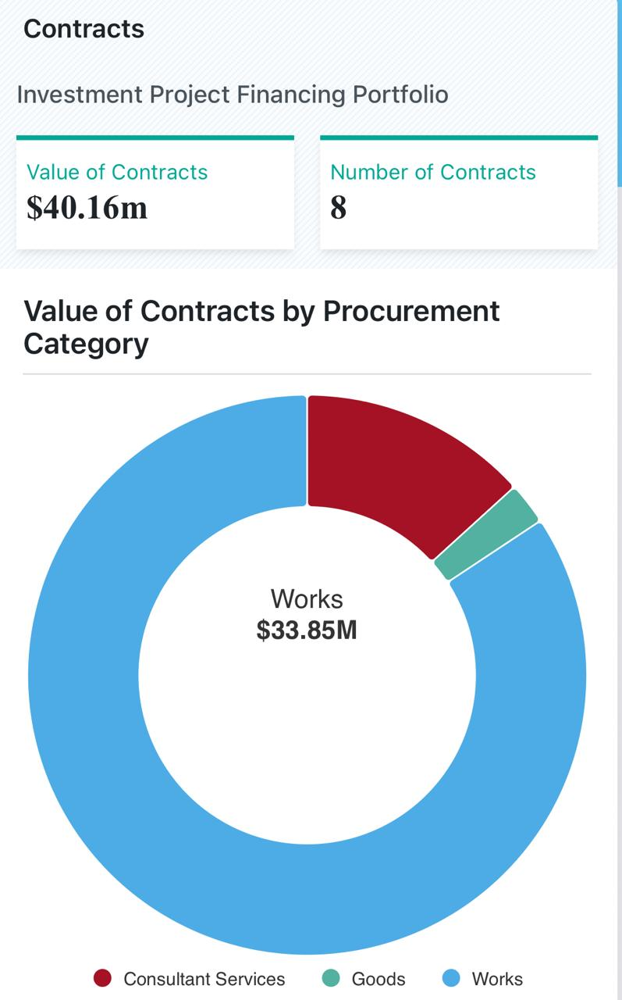 Contracts
Investment Project Financing Portfolio
Value of Contracts
$40.16m
Number of Contracts
8
Value of Contracts by Procurement
Category
Works
$33.85M
Consultant Services
Goods
Works